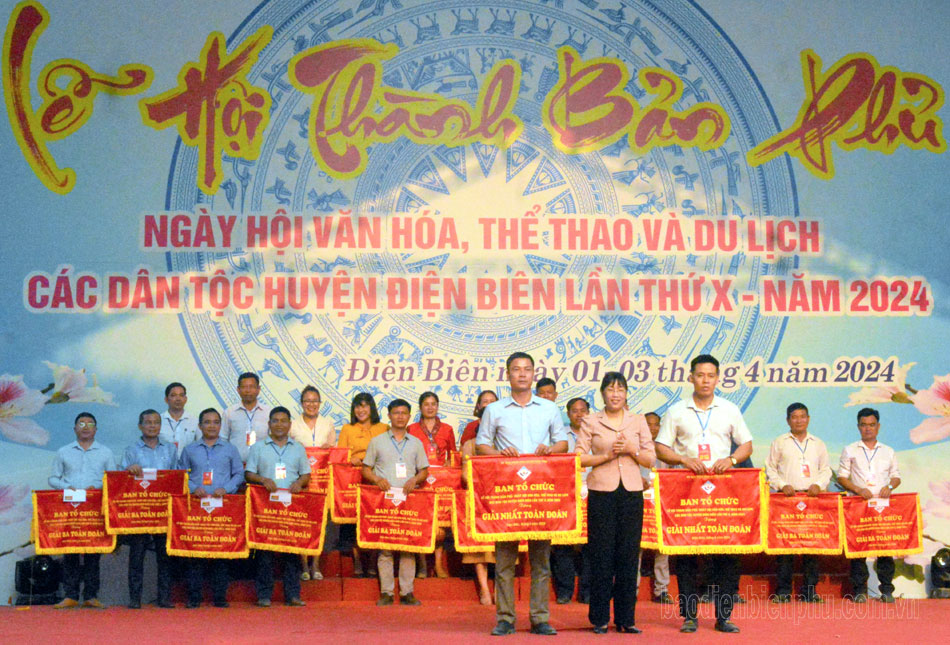 Lễ Hội Thành Bản Phủ
NGÀY HỘI VĂN HÓA, THỂ THAO VÀ DU LỊCH
CÁC DÂN TỘC HUYỆN ĐIỆN BIÊN LẦN THỨ X - NĂM 2024
Điện Biên ngày 01 - 03 tháng 4 năm 2024
BAN TỔ CHỨC
GIẢI BA TOÀN ĐOÀN
BAN TỔ CHỨC
GIẢI BA TOÀN ĐOÀN
BAN TỔ CHỨC
GIẢI BA TOÀN ĐOÀN
BAN TỔ CHỨC
GIẢI BA TOÀN ĐOÀN
BAN TỔ CHỨC
GIẢI BA TOÀN ĐOÀN
BAN TỔ CHỨC
GIẢI NHẤT TOÀN ĐOÀN
BAN TỔ CHỨC
GIẢI NHẤT TOÀN ĐOÀN
BAN TỔ CHỨC
GIẢI BA TOÀN ĐOÀN
BAN TỔ CHỨC
GIẢI BA TOÀN ĐOÀN
baodienbienphu.com.vn